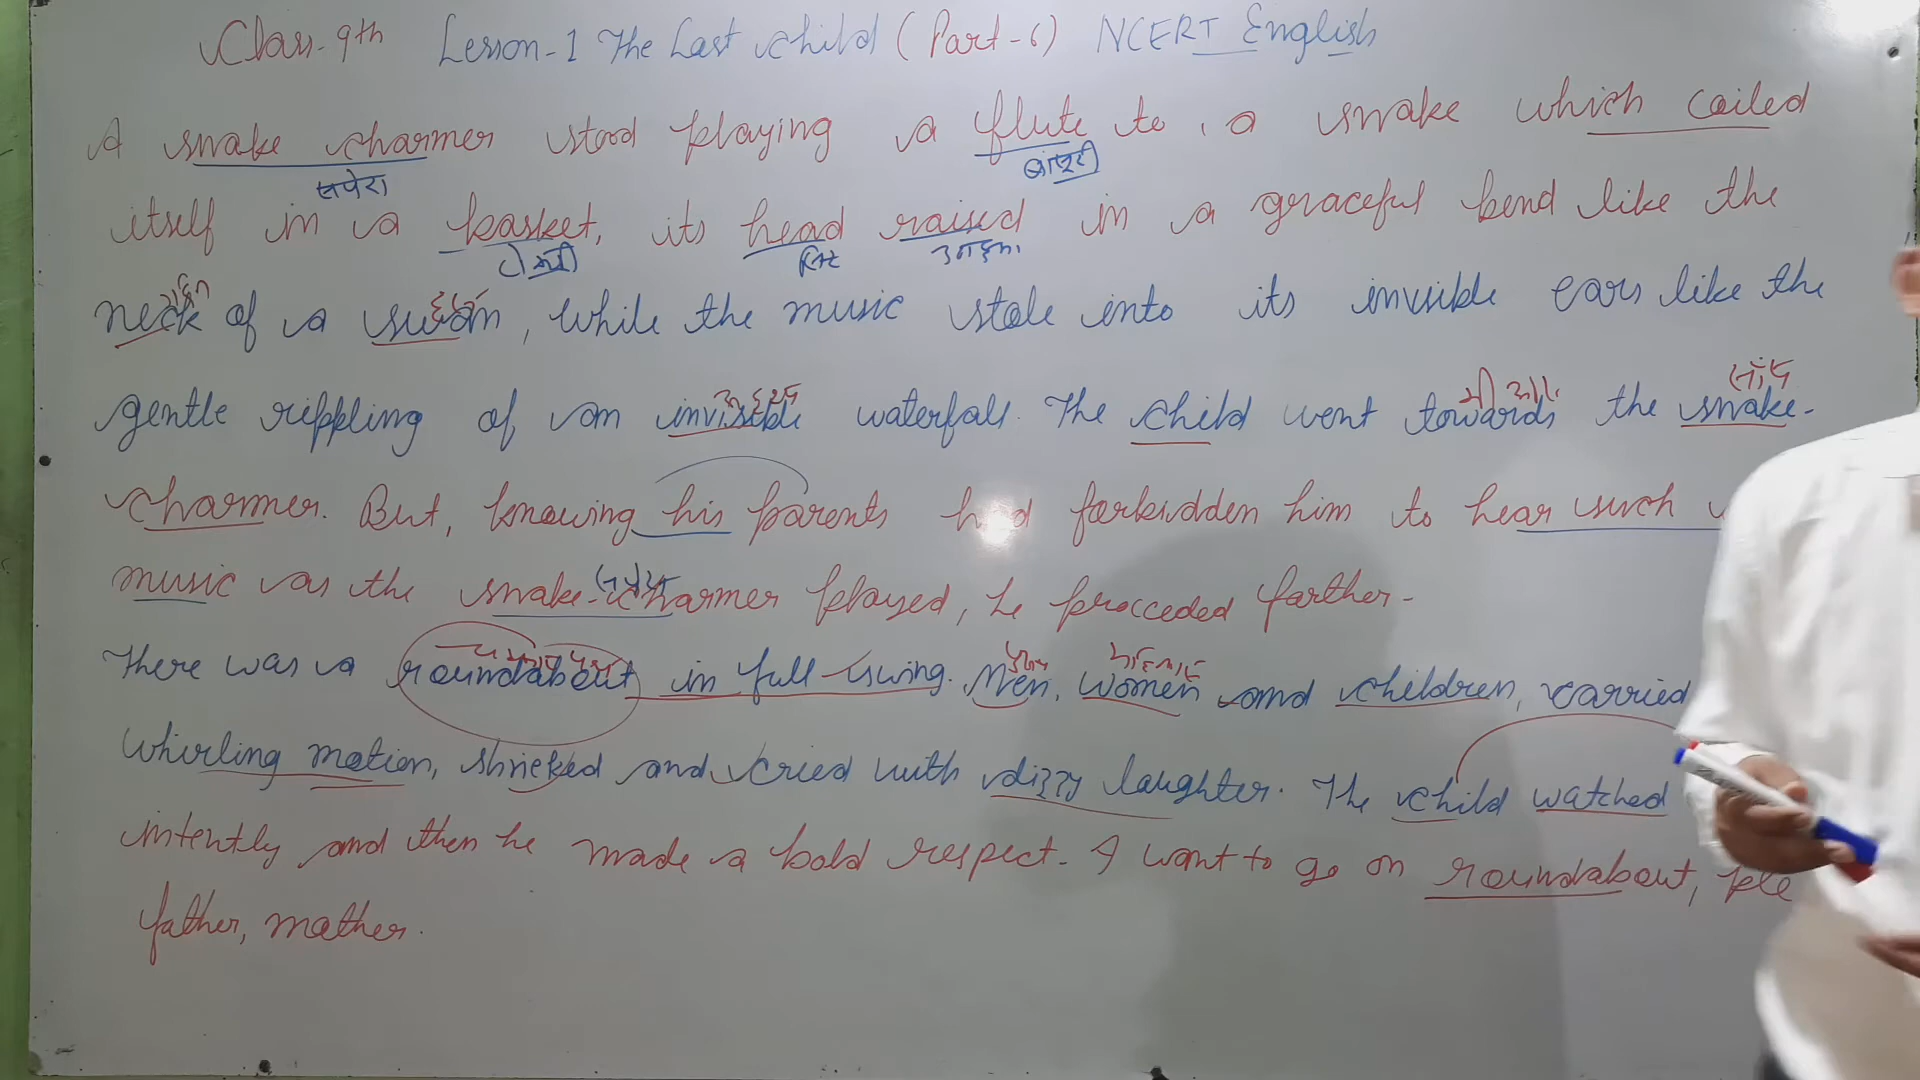 Class-9th Lesson-1 The Last child (Part-6) NCERT English
A snake charmer stood playing a flute to a snake which coiled
सपेरा बांसुरी
itself in a basket, its head raised in a graceful bend like the
सिर
neck of a swan, while the music stole into its invisible ears like the
gentle rippling of an invisible waterfall. The child went towards the snake-
charmer. But, knowing his parents had forbidden him to hear such
music as the snake-charmer played, he procceded farther-
There was a roundabout in full swing. Men, women and children, carried
whirling motion, shrieked and cried with dizzy laughter. The child watched
intently and then he made a bold respect- I want to go on roundabout, ple
father, mother.